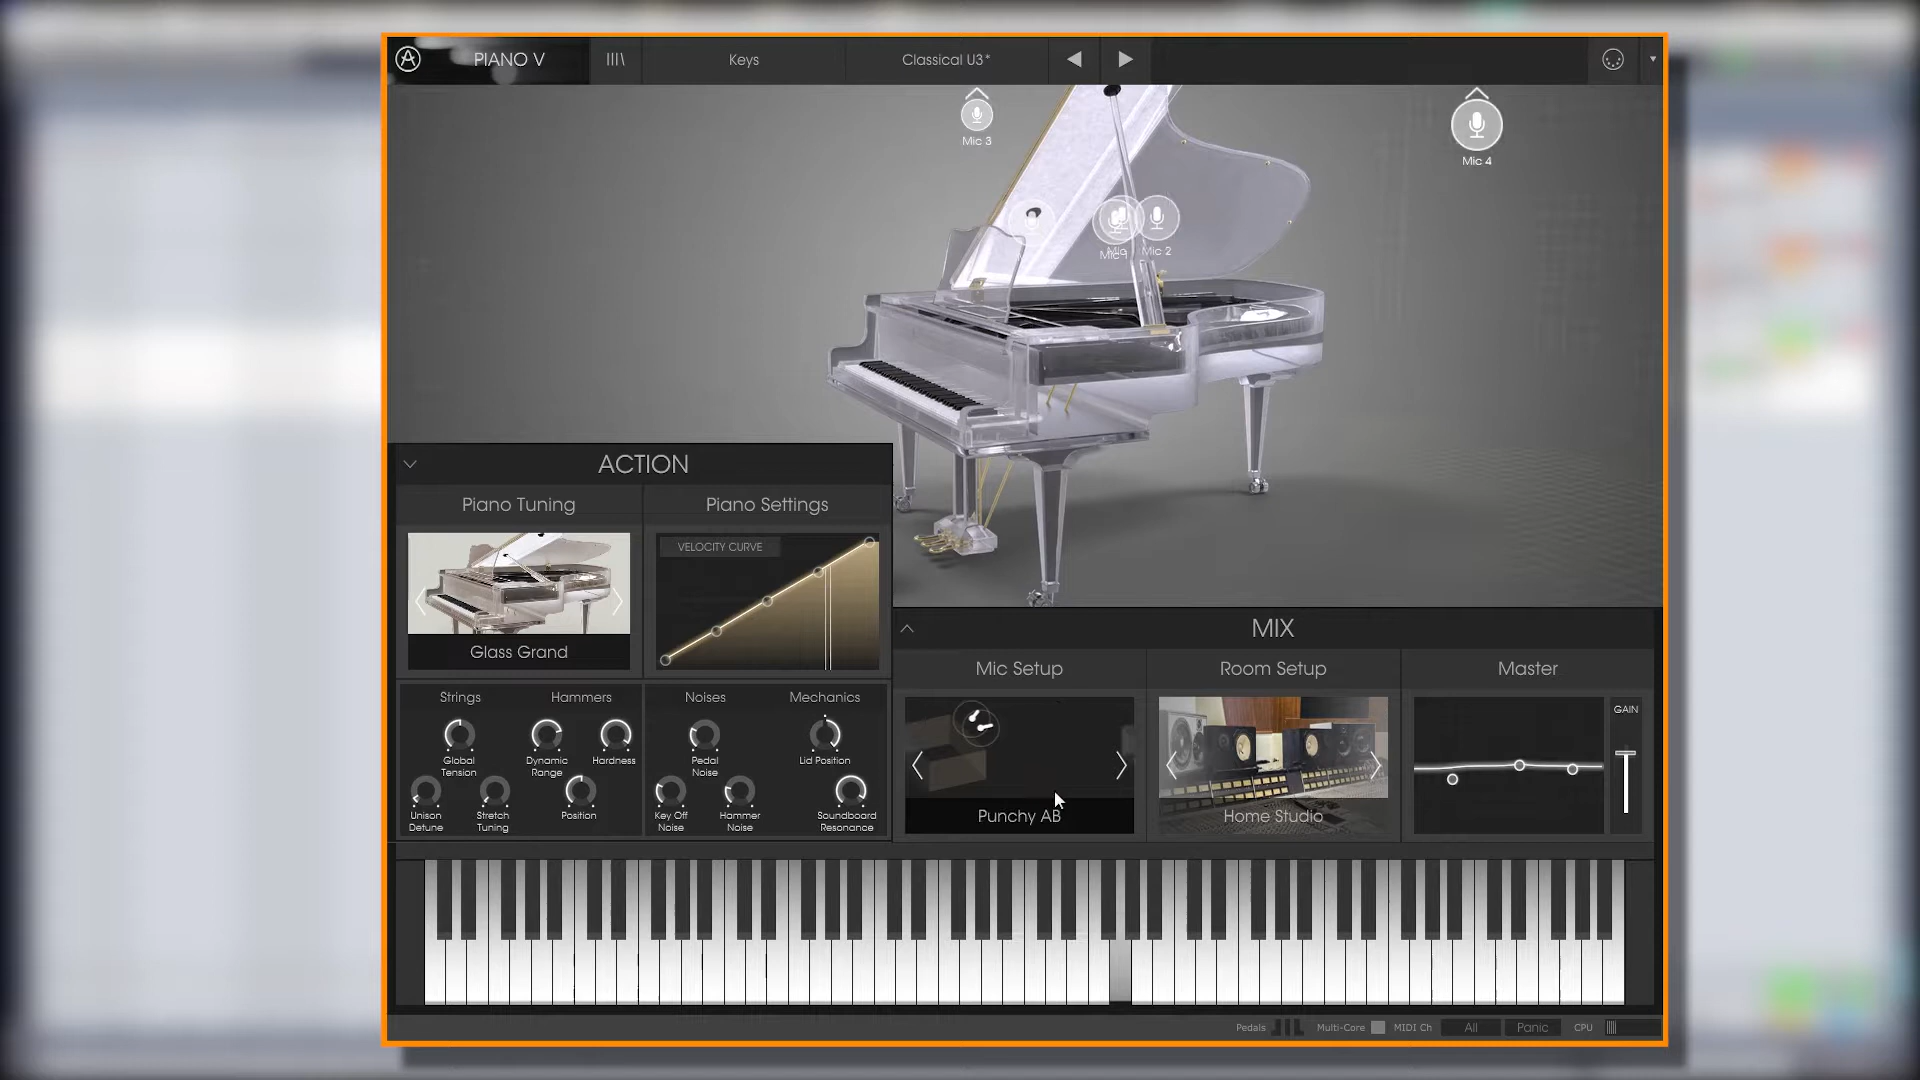 PIANO V
Keys
Classical U3*
Mic 3
Mic 4
Mic 2
ACTION
Piano Tuning
Piano Settings
VELOCITY CURVE
Glass Grand
Strings
Hammers
Noises
Mechanics
Global
Tension
Dynamic
Range
Hardness
Pedal
Noise
Lid Position
Unison
Detune
Stretch
Tuning
Position
Key Off
Noise
Hammer
Noise
Soundboard
Resonance
MIX
Mic Setup
Room Setup
Master
GAIN
Punchy AB
Home Studio
Pedals
Multi-Core
MIDI Ch
All
Panic
CPU